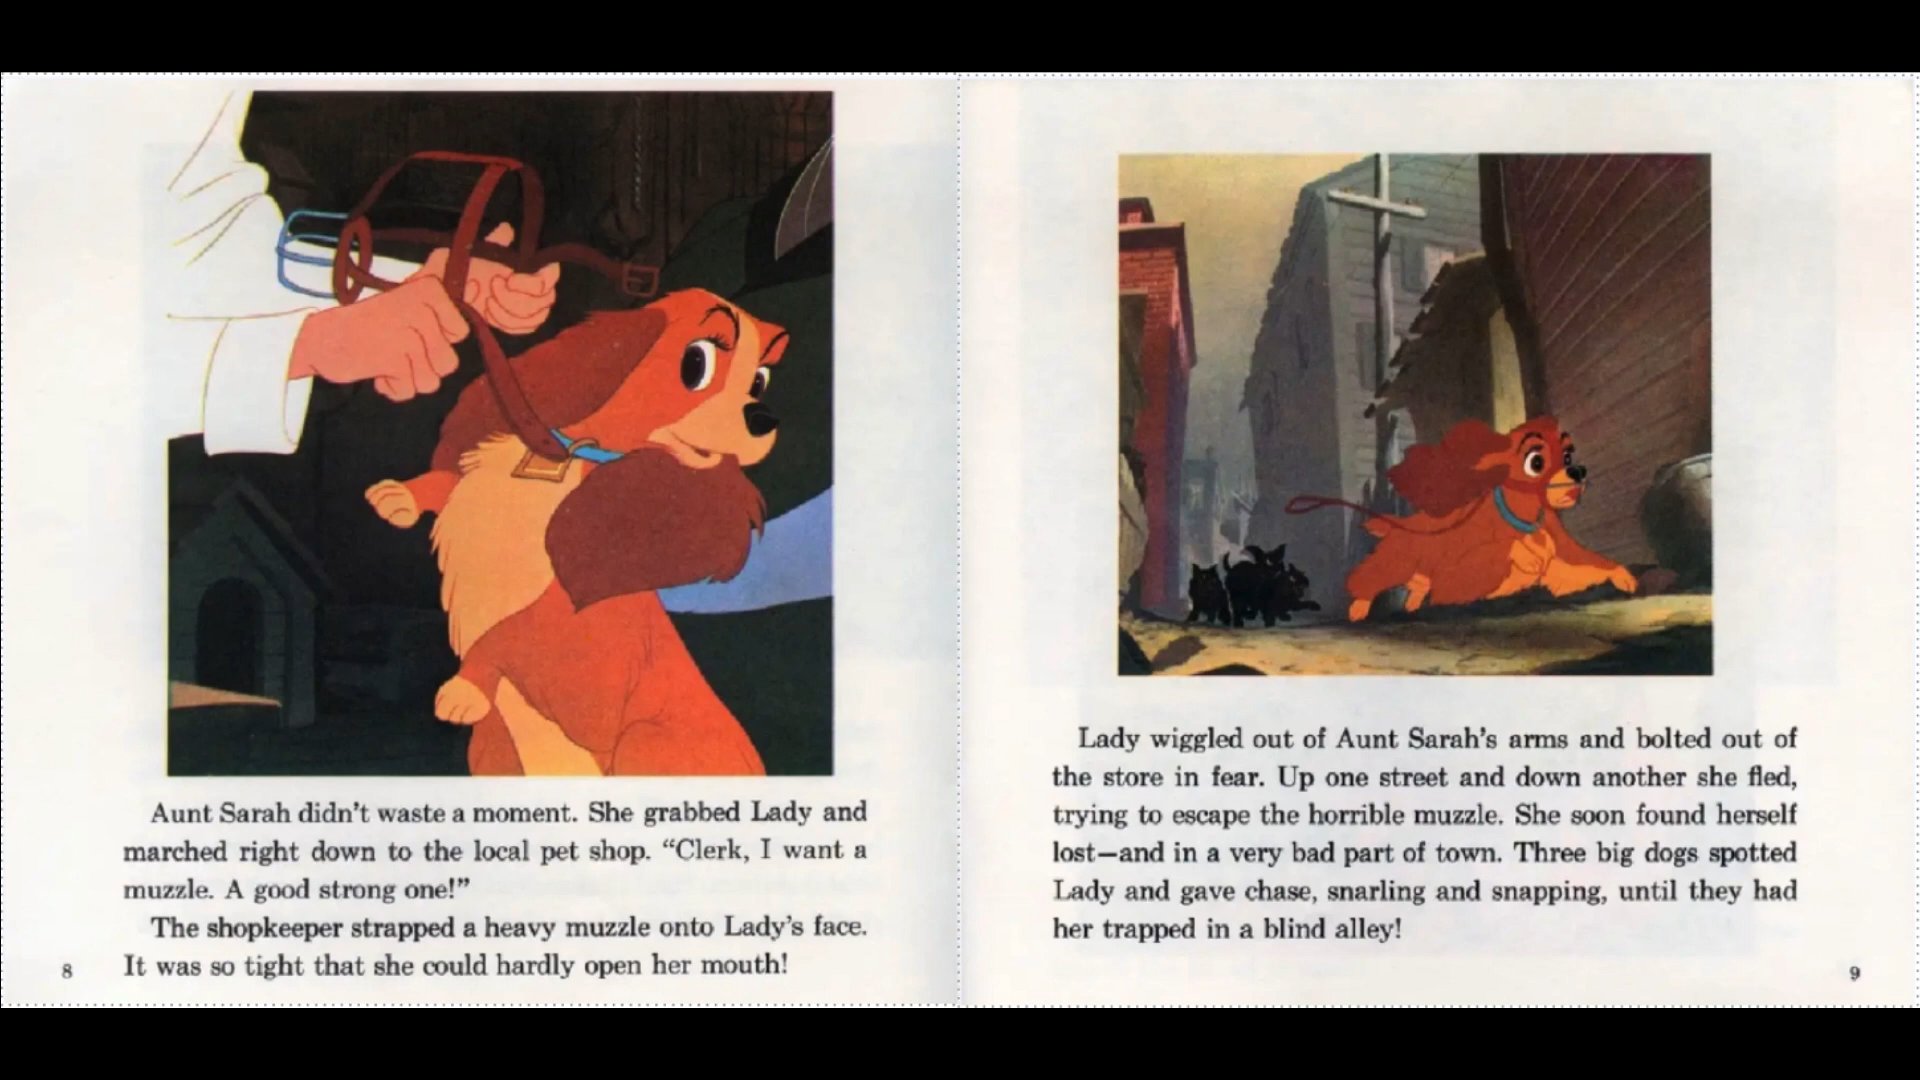 Aunt Sarah didn't waste a moment. She grabbed Lady and
marched right down to the local pet shop. “Clerk, I want a
muzzle. A good strong one!”
The shopkeeper strapped a heavy muzzle onto Lady's face.
It was so tight that she could hardly open her mouth!
8
Lady wiggled out of Aunt Sarah's arms and bolted out of
the store in fear. Up one street and down another she fled,
trying to escape the horrible muzzle. She soon found herself
lost—and in a very bad part of town. Three big dogs spotted
Lady and gave chase, snarling and snapping, until they had
her trapped in a blind alley!
9